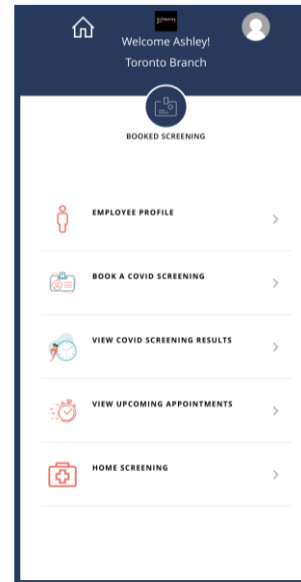 Welcome Ashley!
Toronto Branch
BOOKED SCREENING
EMPLOYEE PROFILE
BOOK A COVID SCREENING
VIEW COVID SCREENING RESULTS
VIEW UPCOMING APPOINTMENTS
HOME SCREENING